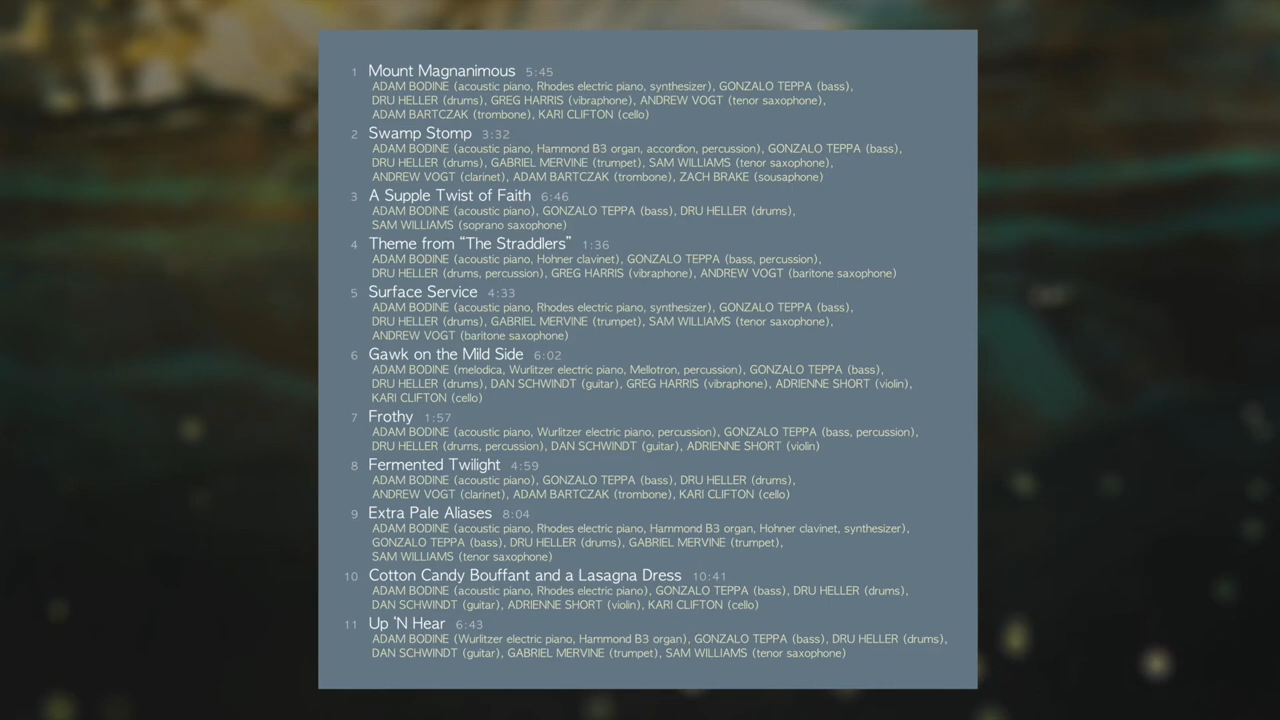 1 Mount Magnanimous 5:45
ADAM BODINE (acoustic piano, Rhodes electric piano, synthesizer), GONZALO TEPPA (bass),
DRU HELLER (drums), GREG HARRIS (vibraphone), ANDREW VOGT (tenor saxophone),
ADAM BARTCZAK (trombone), KARI CLIFTON (cello)
2 Swamp Stomp 3:32
ADAM BODINE (acoustic piano, Hammond B3 organ, accordion, percussion), GONZALO TEPPA (bass),
DRU HELLER (drums), GABRIEL MERVINE (trumpet), SAM WILLIAMS (tenor saxophone),
ANDREW VOGT (clarinet), ADAM BARTCZAK (trombone), ZACH BRAKE (sousaphone)
3 A Supple Twist of Faith 6:46
ADAM BODINE (acoustic piano), GONZALO TEPPA (bass), DRU HELLER (drums),
SAM WILLIAMS (soprano saxophone)
4 Theme from “The Straddlers” 1:36
ADAM BODINE (acoustic piano, Hohner clavinet), GONZALO TEPPA (bass, percussion),
DRU HELLER (drums, percussion), GREG HARRIS (vibraphone), ANDREW VOGT (baritone saxophone)
5 Surface Service 4:33
ADAM BODINE (acoustic piano, Rhodes electric piano, synthesizer), GONZALO TEPPA (bass),
DRU HELLER (drums), GABRIEL MERVINE (trumpet), SAM WILLIAMS (tenor saxophone),
ANDREW VOGT (baritone saxophone)
6 Gawk on the Mild Side 6:02
ADAM BODINE (melodica, Wurlitzer electric piano, Mellotron, percussion), GONZALO TEPPA (bass),
DRU HELLER (drums), DAN SCHWINDT (guitar), GREG HARRIS (vibraphone), ADRIENNE SHORT (violin),
KARI CLIFTON (cello)
7 Frothy 1:57
ADAM BODINE (acoustic piano, Wurlitzer electric piano, percussion), GONZALO TEPPA (bass, percussion),
DRU HELLER (drums, percussion), DAN SCHWINDT (guitar), ADRIENNE SHORT (violin)
8 Fermented Twilight 4:59
ADAM BODINE (acoustic piano), GONZALO TEPPA (bass), DRU HELLER (drums),
ANDREW VOGT (clarinet), ADAM BARTCZAK (trombone), KARI CLIFTON (cello)
9 Extra Pale Aliases 8:04
ADAM BODINE (acoustic piano, Rhodes electric piano, Hammond B3 organ, Hohner clavinet, synthesizer),
GONZALO TEPPA (bass), DRU HELLER (drums), GABRIEL MERVINE (trumpet),
SAM WILLIAMS (tenor saxophone)
10 Cotton Candy Bouffant and a Lasagna Dress 10:41
ADAM BODINE (acoustic piano, Rhodes electric piano), GONZALO TEPPA (bass), DRU HELLER (drums),
DAN SCHWINDT (guitar), ADRIENNE SHORT (violin), KARI CLIFTON (cello)
11 Up ‘N Hear 6:43
ADAM BODINE (Wurlitzer electric piano, Hammond B3 organ), GONZALO TEPPA (bass), DRU HELLER (drums),
DAN SCHWINDT (guitar), GABRIEL MERVINE (trumpet), SAM WILLIAMS (tenor saxophone)